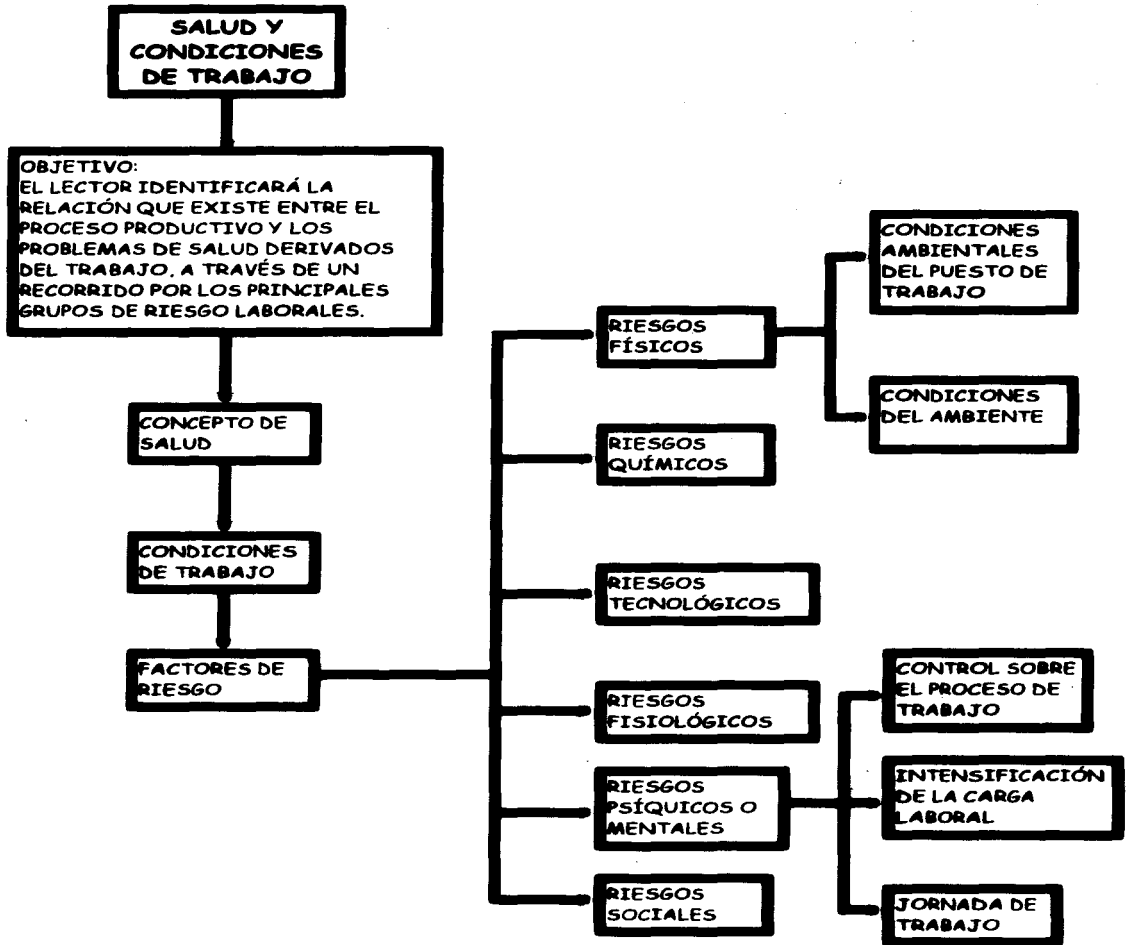 SALUD Y
CONDICIONES
DE TRABAJO
OBJETIVO:
EL LECTOR IDENTIFICARÁ LA
RELACIÓN QUE EXISTE ENTRE EL
PROCESO PRODUCTIVO Y LOS
PROBLEMAS DE SALUD DERIVADOS
DEL TRABAJO, A TRAVÉS DE UN
RECORRIDO POR LOS PRINCIPALES
GRUPOS DE RIESGO LABORALES.
CONCEPTO DE
SALUD
CONDICIONES
DE TRABAJO
FACTORES DE
RIESGO
RIESGOS
FÍSICOS
CONDICIONES
AMBIENTALES
DEL PUESTO DE
TRABAJO
CONDICIONES
DEL AMBIENTE
RIESGOS
QUÍMICOS
RIESGOS
TECNOLÓGICOS
RIESGOS
FISIOLÓGICOS
RIESGOS
PSÍQUICOS O
MENTALES
CONTROL SOBRE
EL PROCESO DE
TRABAJO
INTENSIFICACIÓN
DE LA CARGA
LABORAL
JORNADA DE
TRABAJO
RIESGOS
SOCIALES